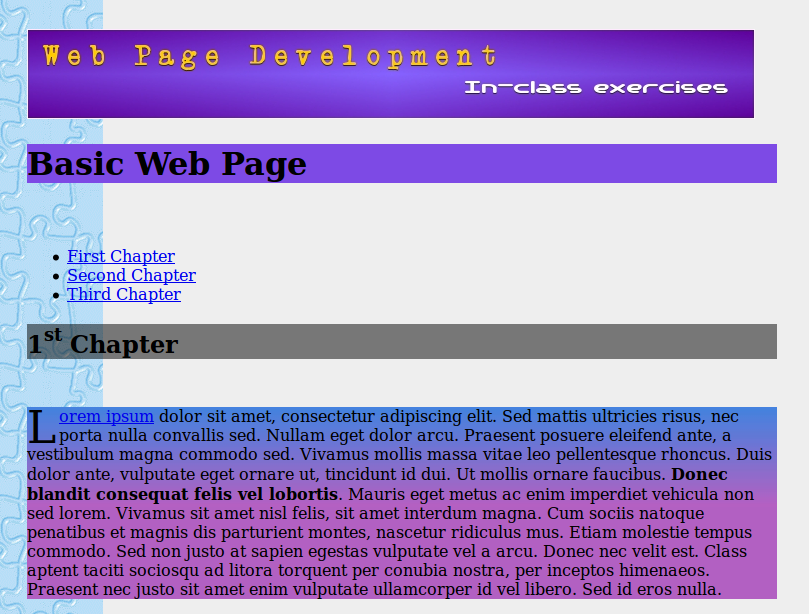 Web Page Development
In-class exercises
Basic Web Page
First Chapter
Second Chapter
Third Chapter
1st Chapter
Lorem ipsum dolor sit amet, consectetur adipiscing elit. Sed mattis ultricies risus, nec
porta nulla convallis sed. Nullam eget dolor arcu. Praesent posuere eleifend ante, a
vestibulum magna commodo sed. Vivamus mollis massa vitae leo pellentesque rhoncus. Duis
dolor ante, vulputate eget ornare ut, tincidunt id dui. Ut mollis ornare faucibus. Donec
blandit consequat felis vel lobortis. Mauris eget metus ac enim imperdiet vehicula non
sed lorem. Vivamus sit amet nisl felis, sit amet interdum magna. Cum sociis natoque
penatibus et magnis dis parturient montes, nascetur ridiculus mus. Etiam molestie tempus
commodo. Sed non justo at sapien egestas vulputate vel a arcu. Donec nec velit est. Class
aptent taciti sociosqu ad litora torquent per conubia nostra, per inceptos himenaeos.
Praesent nec justo sit amet enim vulputate ullamcorper id vel libero. Sed id eros nulla.